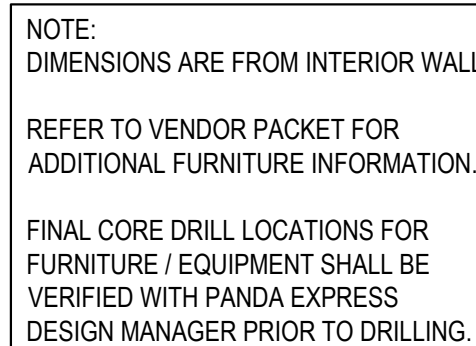 NOTE:
DIMENSIONS ARE FROM INTERIOR WALL
REFER TO VENDOR PACKET FOR
ADDITIONAL FURNITURE INFORMATION.
FINAL CORE DRILL LOCATIONS FOR
FURNITURE / EQUIPMENT SHALL BE
VERIFIED WITH PANDA EXPRESS
DESIGN MANAGER PRIOR TO DRILLING.